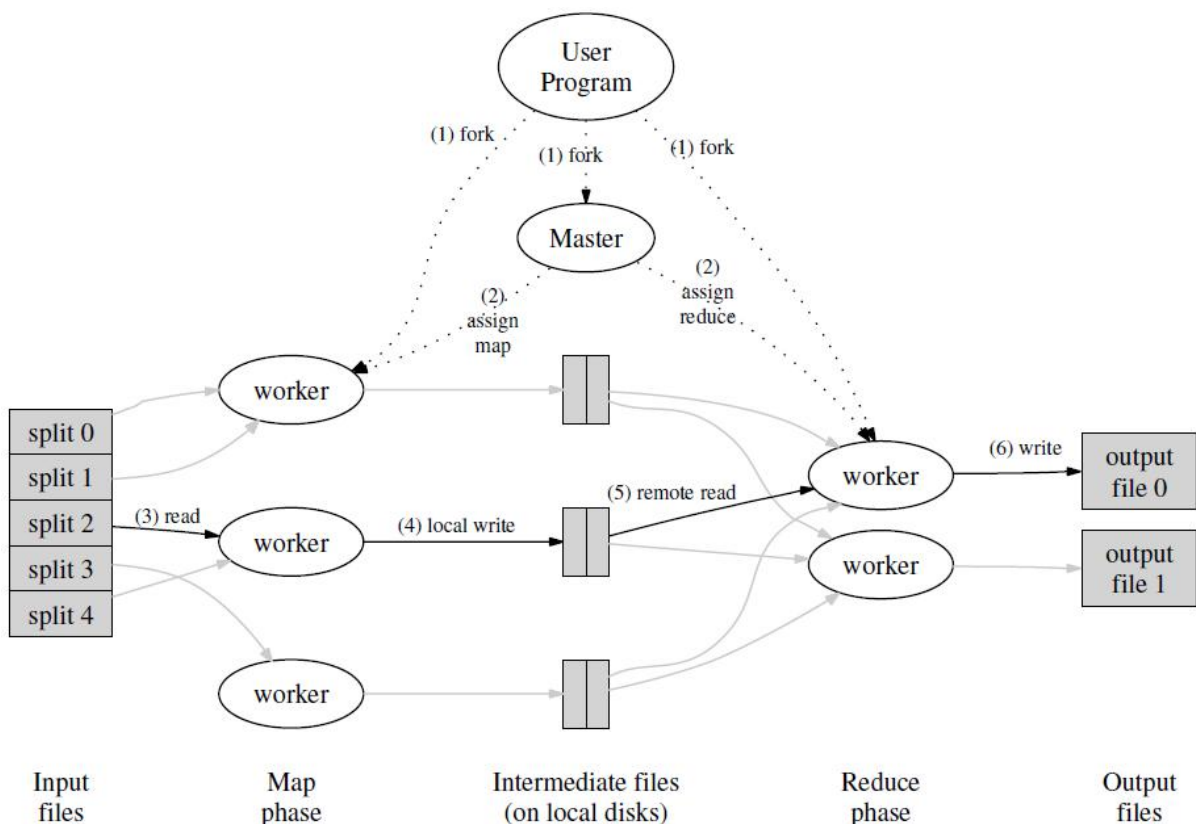 User
Program
(1) fork
(1) fork
(1) fork
Master
(2)
assign
map
(2)
assign
reduce
worker
split 0
split 1
split 2
split 3
split 4
(3) read
worker
(4) local write
worker
(5) remote read
worker
worker
(6) write
output
file 0
output
file 1
Input
files
Map
phase
Intermediate files
(on local disks)
Reduce
phase
Output
files